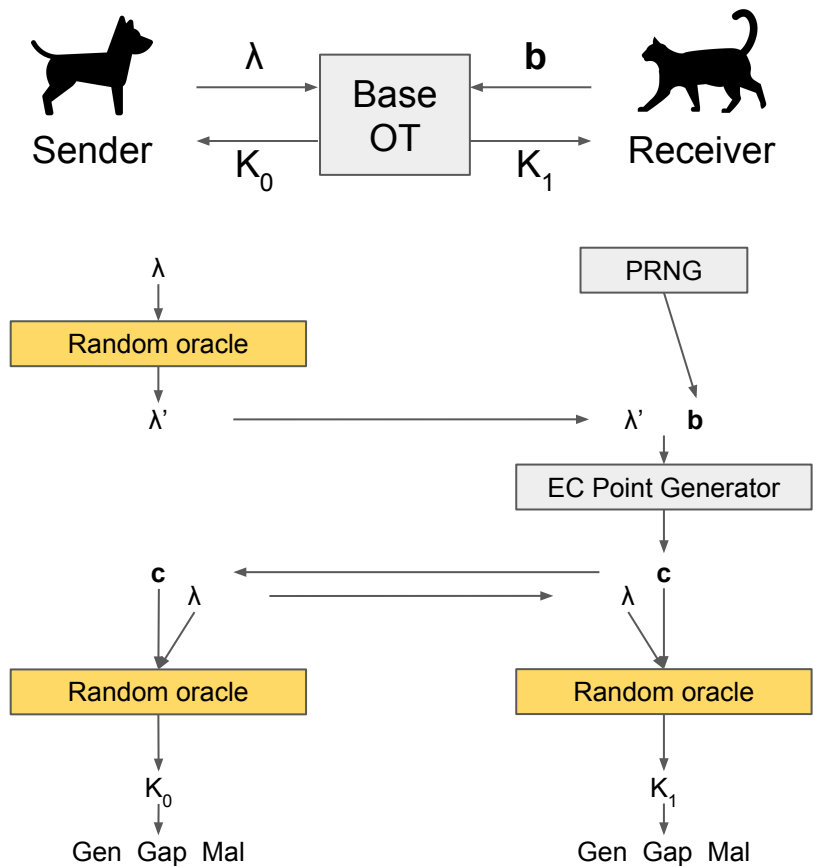 λ b
Base
OT
Sender Receiver
K₀ K₁
λ PRNG
Random oracle
λ’ λ’ b
EC Point Generator
c c
λ λ
Random oracle Random oracle
K₀ K₁
Gen Gap Mal Gen Gap Mal